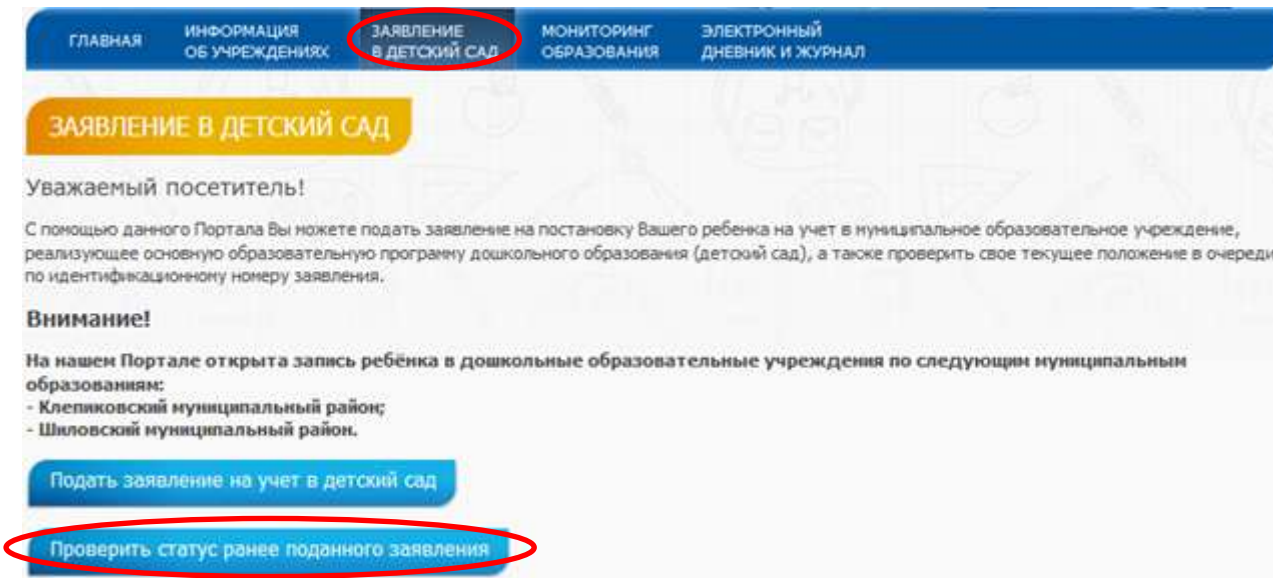 ГЛАВНАЯ
ИНФОРМАЦИЯ
ОБ УЧРЕЖДЕНИЯХ
ЗАЯВЛЕНИЕ
В ДЕТСКИЙ САД
МОНИТОРИНГ
ОБРАЗОВАНИЯ
ЭЛЕКТРОННЫЙ
ДНЕВНИК И ЖУРНАЛ
ЗАЯВЛЕНИЕ В ДЕТСКИЙ САД
Уважаемый посетитель!
С помощью данного Портала Вы можете подать заявление на постановку Вашего ребенка на учет в муниципальное образовательное учреждение,
реализующее основную образовательную программу дошкольного образования (детский сад), а также проверить свое текущее положение в очереди
по идентификационному номеру заявления.
Внимание!
На нашем Портале открыта запись ребёнка в дошкольные образовательные учреждения по следующим муниципальным
образованиям:
- Клепиковский муниципальный район;
- Шиловский муниципальный район.
Подать заявление на учет в детский сад
Проверить статус ранее поданного заявления